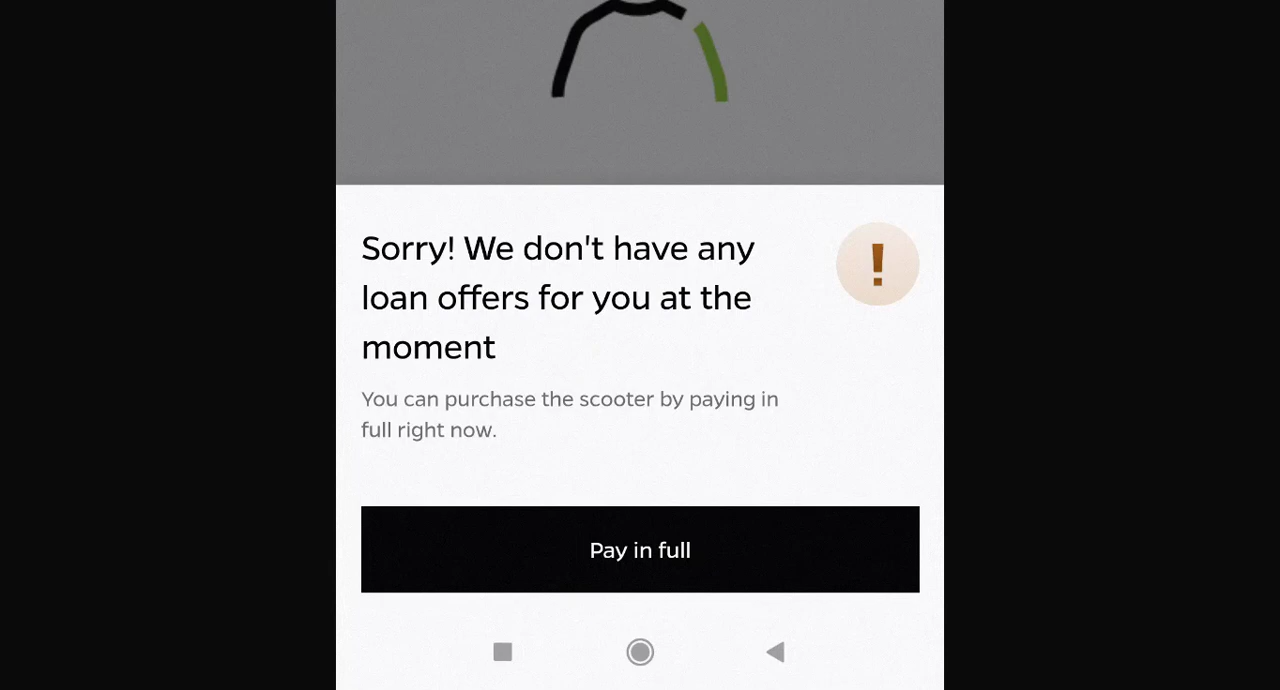 Sorry! We don't have any
loan offers for you at the
moment
You can purchase the scooter by paying in
full right now.
Pay in full